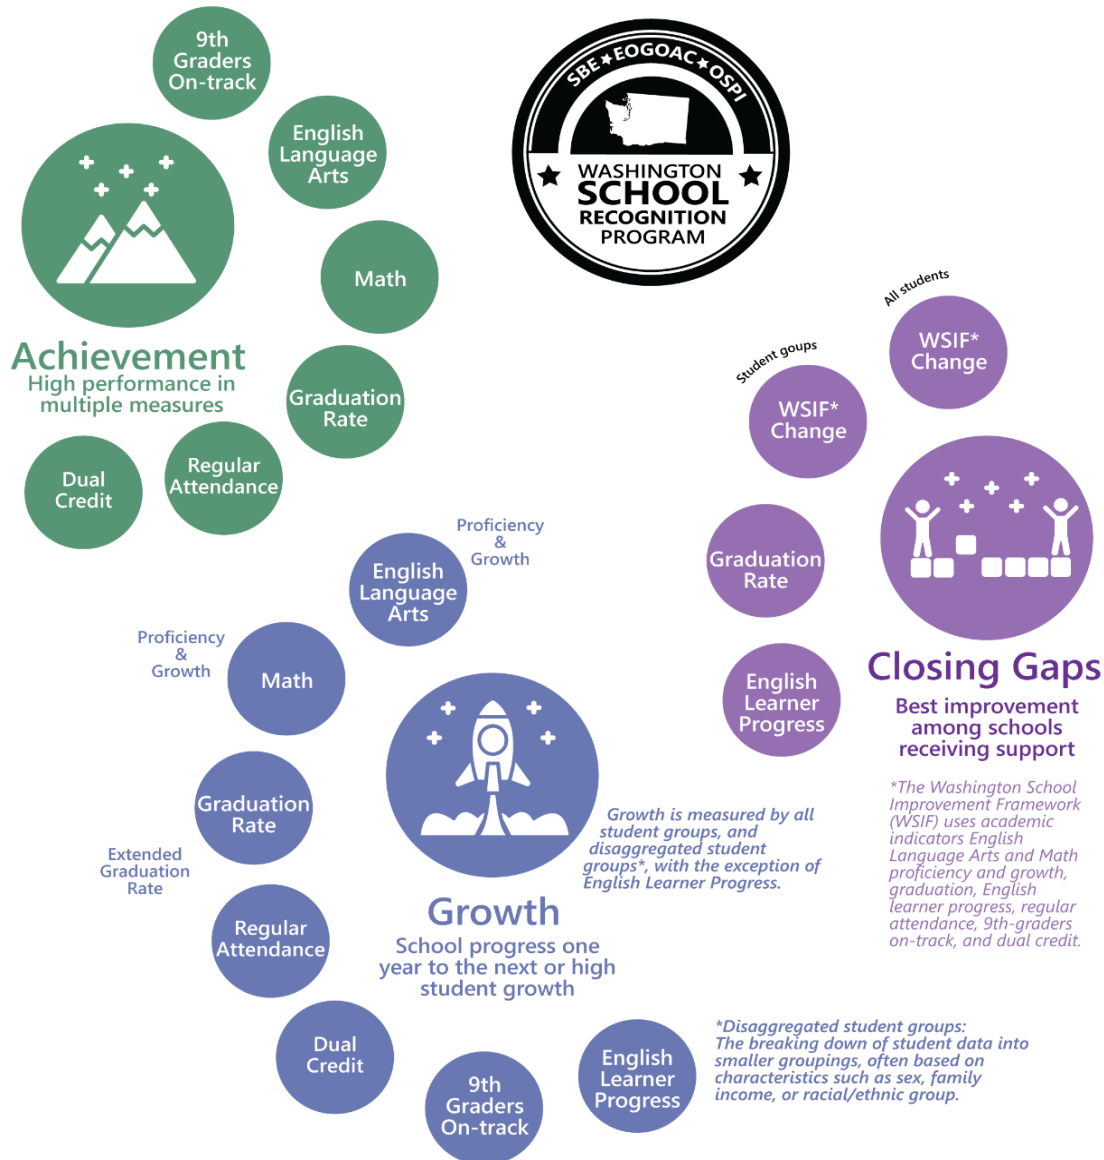 9th
Graders
On-track
English
Language
Arts
Math
Graduation
Rate
Regular
Attendance
Dual
Credit
Achievement
High performance in
multiple measures
SBE★EOGOAC★OSPI
WASHINGTON
SCHOOL
RECOGNITION
PROGRAM
All students
WSIF*
Change
Student goups
WSIF*
Change
Graduation
Rate
English
Learner
Progress
Closing Gaps
Best improvement
among schools
receiving support
*The Washington School
Improvement Framework
(WSIF) uses academic
indicators English
Language Arts and Math
proficiency and growth,
graduation, English
learner progress, regular
attendance, 9th-graders
on-track, and dual credit.
Proficiency
&
Growth
English
Language
Arts
Proficiency
&
Growth
Math
Graduation
Rate
Extended
Graduation
Rate
Regular
Attendance
Dual
Credit
9th
Graders
On-track
English
Learner
Progress
Growth
School progress one
year to the next or high
student growth
Growth is measured by all
student groups, and
disaggregated student
groups*, with the exception of
English Learner Progress.
*Disaggregated student groups:
The breaking down of student data into
smaller groupings, often based on
characteristics such as sex, family
income, or racial/ethnic group.